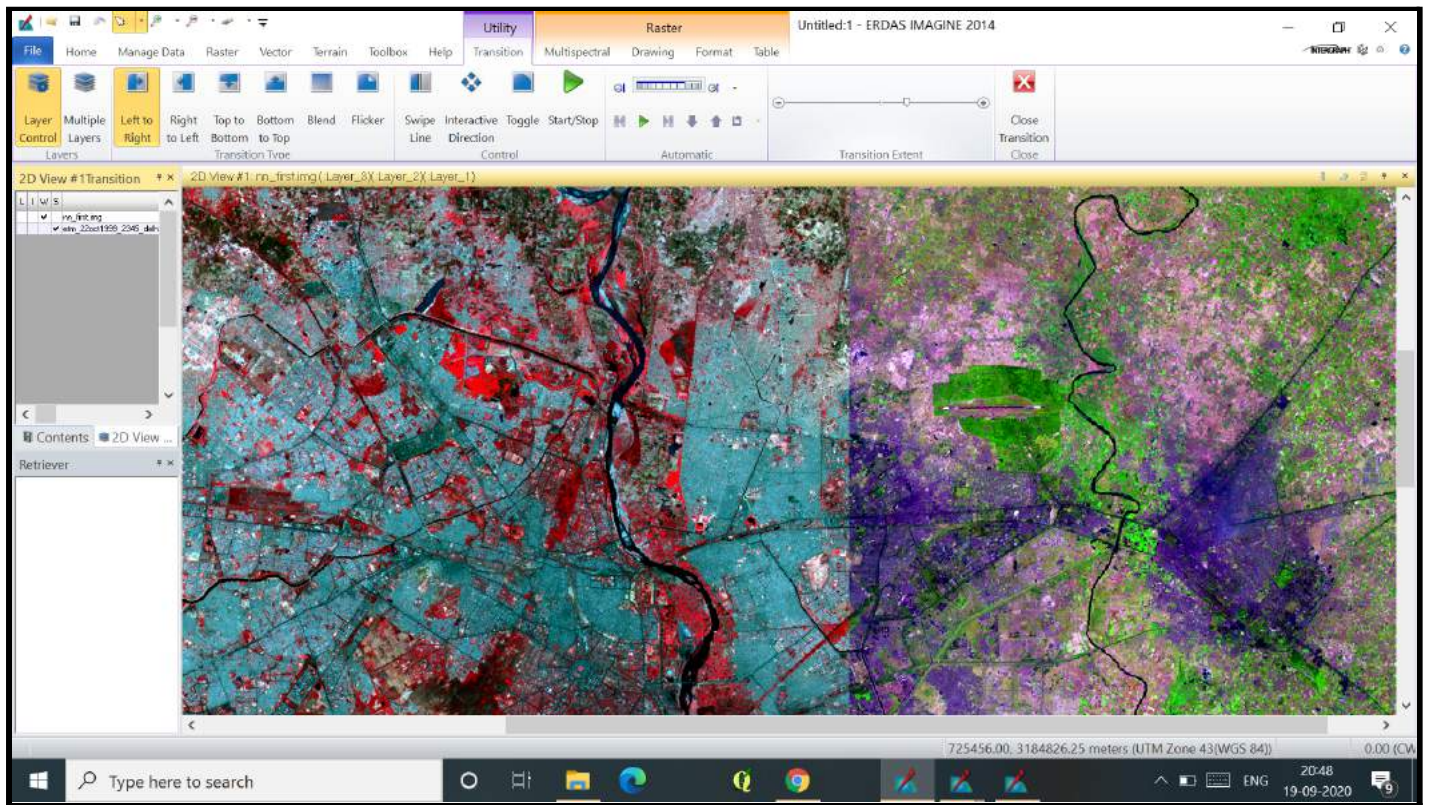 Utility
Raster
Untitled:1 - ERDAS IMAGINE 2014
File Home Manage Data Raster Vector Terrain Toolbox Help Transition Multispectral Drawing Format Table
INTERGRAPH
Layer Control
Multiple Layers
Left to Right
Right to Left
Top to Bottom
Bottom to Top
Blend
Flicker
Swipe Line
Interactive Direction
Toggle
Start/Stop
Close Transition
Layers
Transition Type
Control
Automatic
Transition Extent
Close
2D View #1Transition
2D View #1: nn_first.img (:Layer_3)(:Layer_2)(:Layer_1)
L I W S
nn_first.img
etm_22oct1999_2345_delh
Contents
2D View ...
Retriever
725456.00, 3184826.25 meters (UTM Zone 43(WGS 84))
0.00 (CW
Type here to search
ENG
20:48
19-09-2020
9